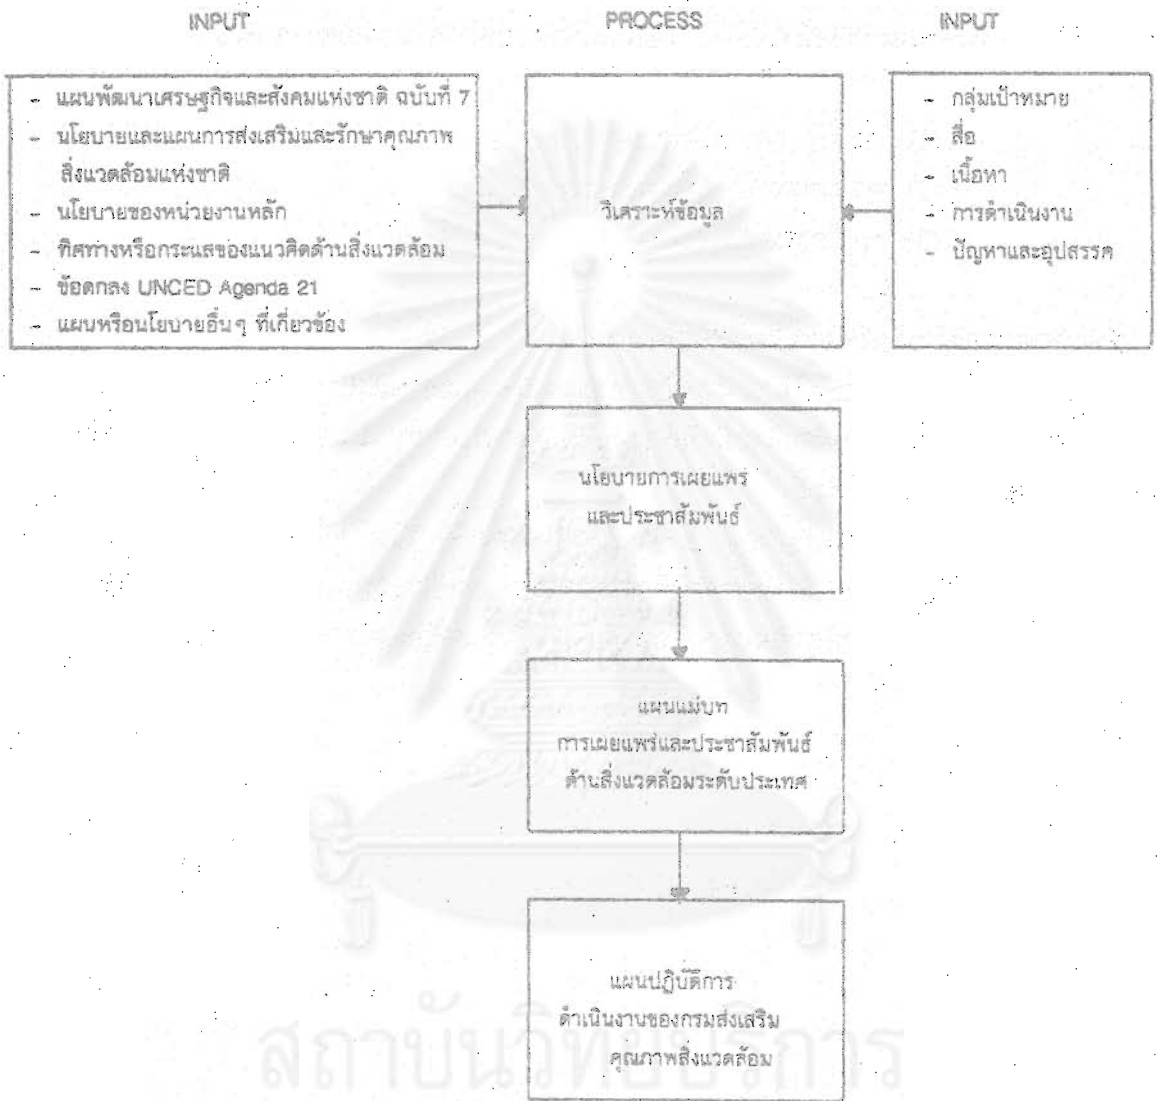 INPUT
PROCESS
INPUT
- แผนพัฒนาเศรษฐกิจและสังคมแห่งชาติ ฉบับที่ 7
- นโยบายและแผนการส่งเสริมและรักษาคุณภาพ
สิ่งแวดล้อมแห่งชาติ
- นโยบายของหน่วยงานหลัก
- ทิศทางหรือกระแสของแนวคิดด้านสิ่งแวดล้อม
- ข้อตกลง UNCED Agenda 21
- แผนหรือนโยบายอื่นๆ ที่เกี่ยวข้อง
วิเคราะห์ข้อมูล
- กลุ่มเป้าหมาย
- สื่อ
- เนื้อหา
- การดำเนินงาน
- ปัญหาและอุปสรรค
นโยบายการเผยแพร่
และประชาสัมพันธ์
แผนแม่บท
การเผยแพร่และประชาสัมพันธ์
ด้านสิ่งแวดล้อมระดับประเทศ
แผนปฏิบัติการ
ดำเนินงานของกรมส่งเสริม
คุณภาพสิ่งแวดล้อม
สถาบันวิทยบริการ